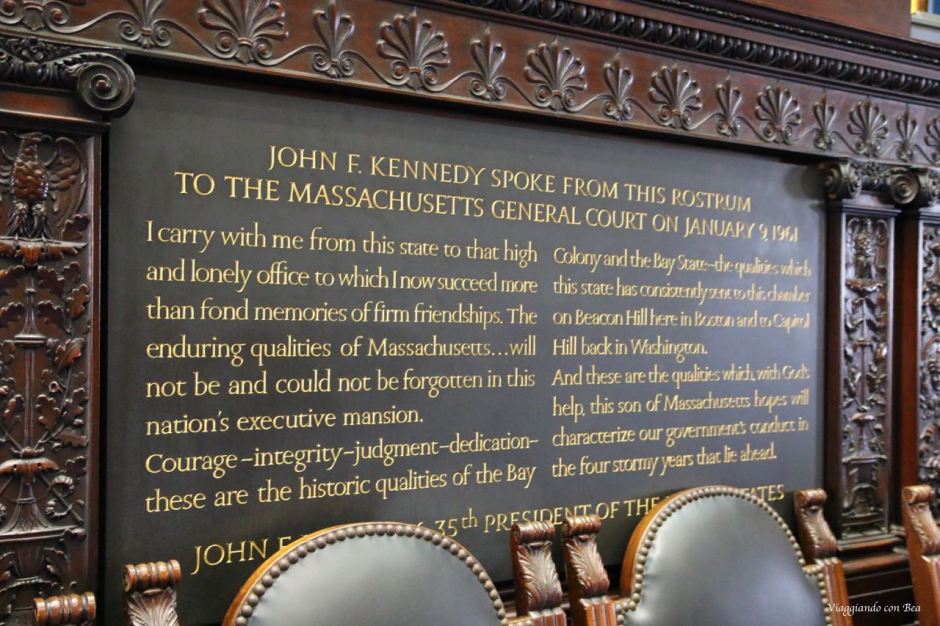 JOHN F. KENNEDY SPOKE FROM THIS ROSTRUM
TO THE MASSACHUSETTS GENERAL COURT ON JANUARY 9, 1961
I carry with me from this state to that high
and lonely office to which I now succeed more
than fond memories of firm friendships. The
enduring qualities of Massachusetts...will
not be and could not be forgotten in this
nation's executive mansion.
Courage–integrity–judgment–dedication–
these are the historic qualities of the Bay
Colony and the Bay State–the qualities which
this state has consistently sent to this chamber
on Beacon Hill here in Boston and to Capitol
Hill back in Washington.
And these are the qualities which, with God's
help, this son of Massachusetts hopes will
characterize our government's conduct in
the four stormy years that lie ahead.
JOHN F. 35th PRESIDENT OF THE STATES
Viaggiando con Bea